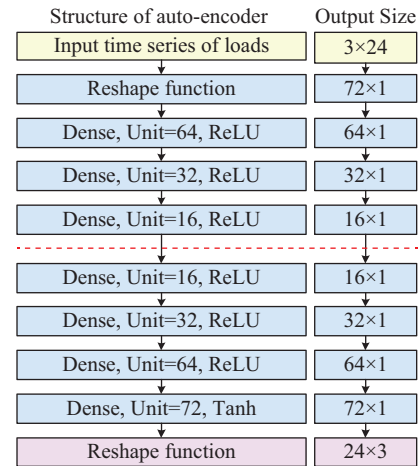 Structure of auto-encoder Output Size
Input time series of loads 3×24
Reshape function 72×1
Dense, Unit=64, ReLU 64×1
Dense, Unit=32, ReLU 32×1
Dense, Unit=16, ReLU 16×1
Dense, Unit=16, ReLU 16×1
Dense, Unit=32, ReLU 32×1
Dense, Unit=64, ReLU 64×1
Dense, Unit=72, Tanh 72×1
Reshape function 24×3